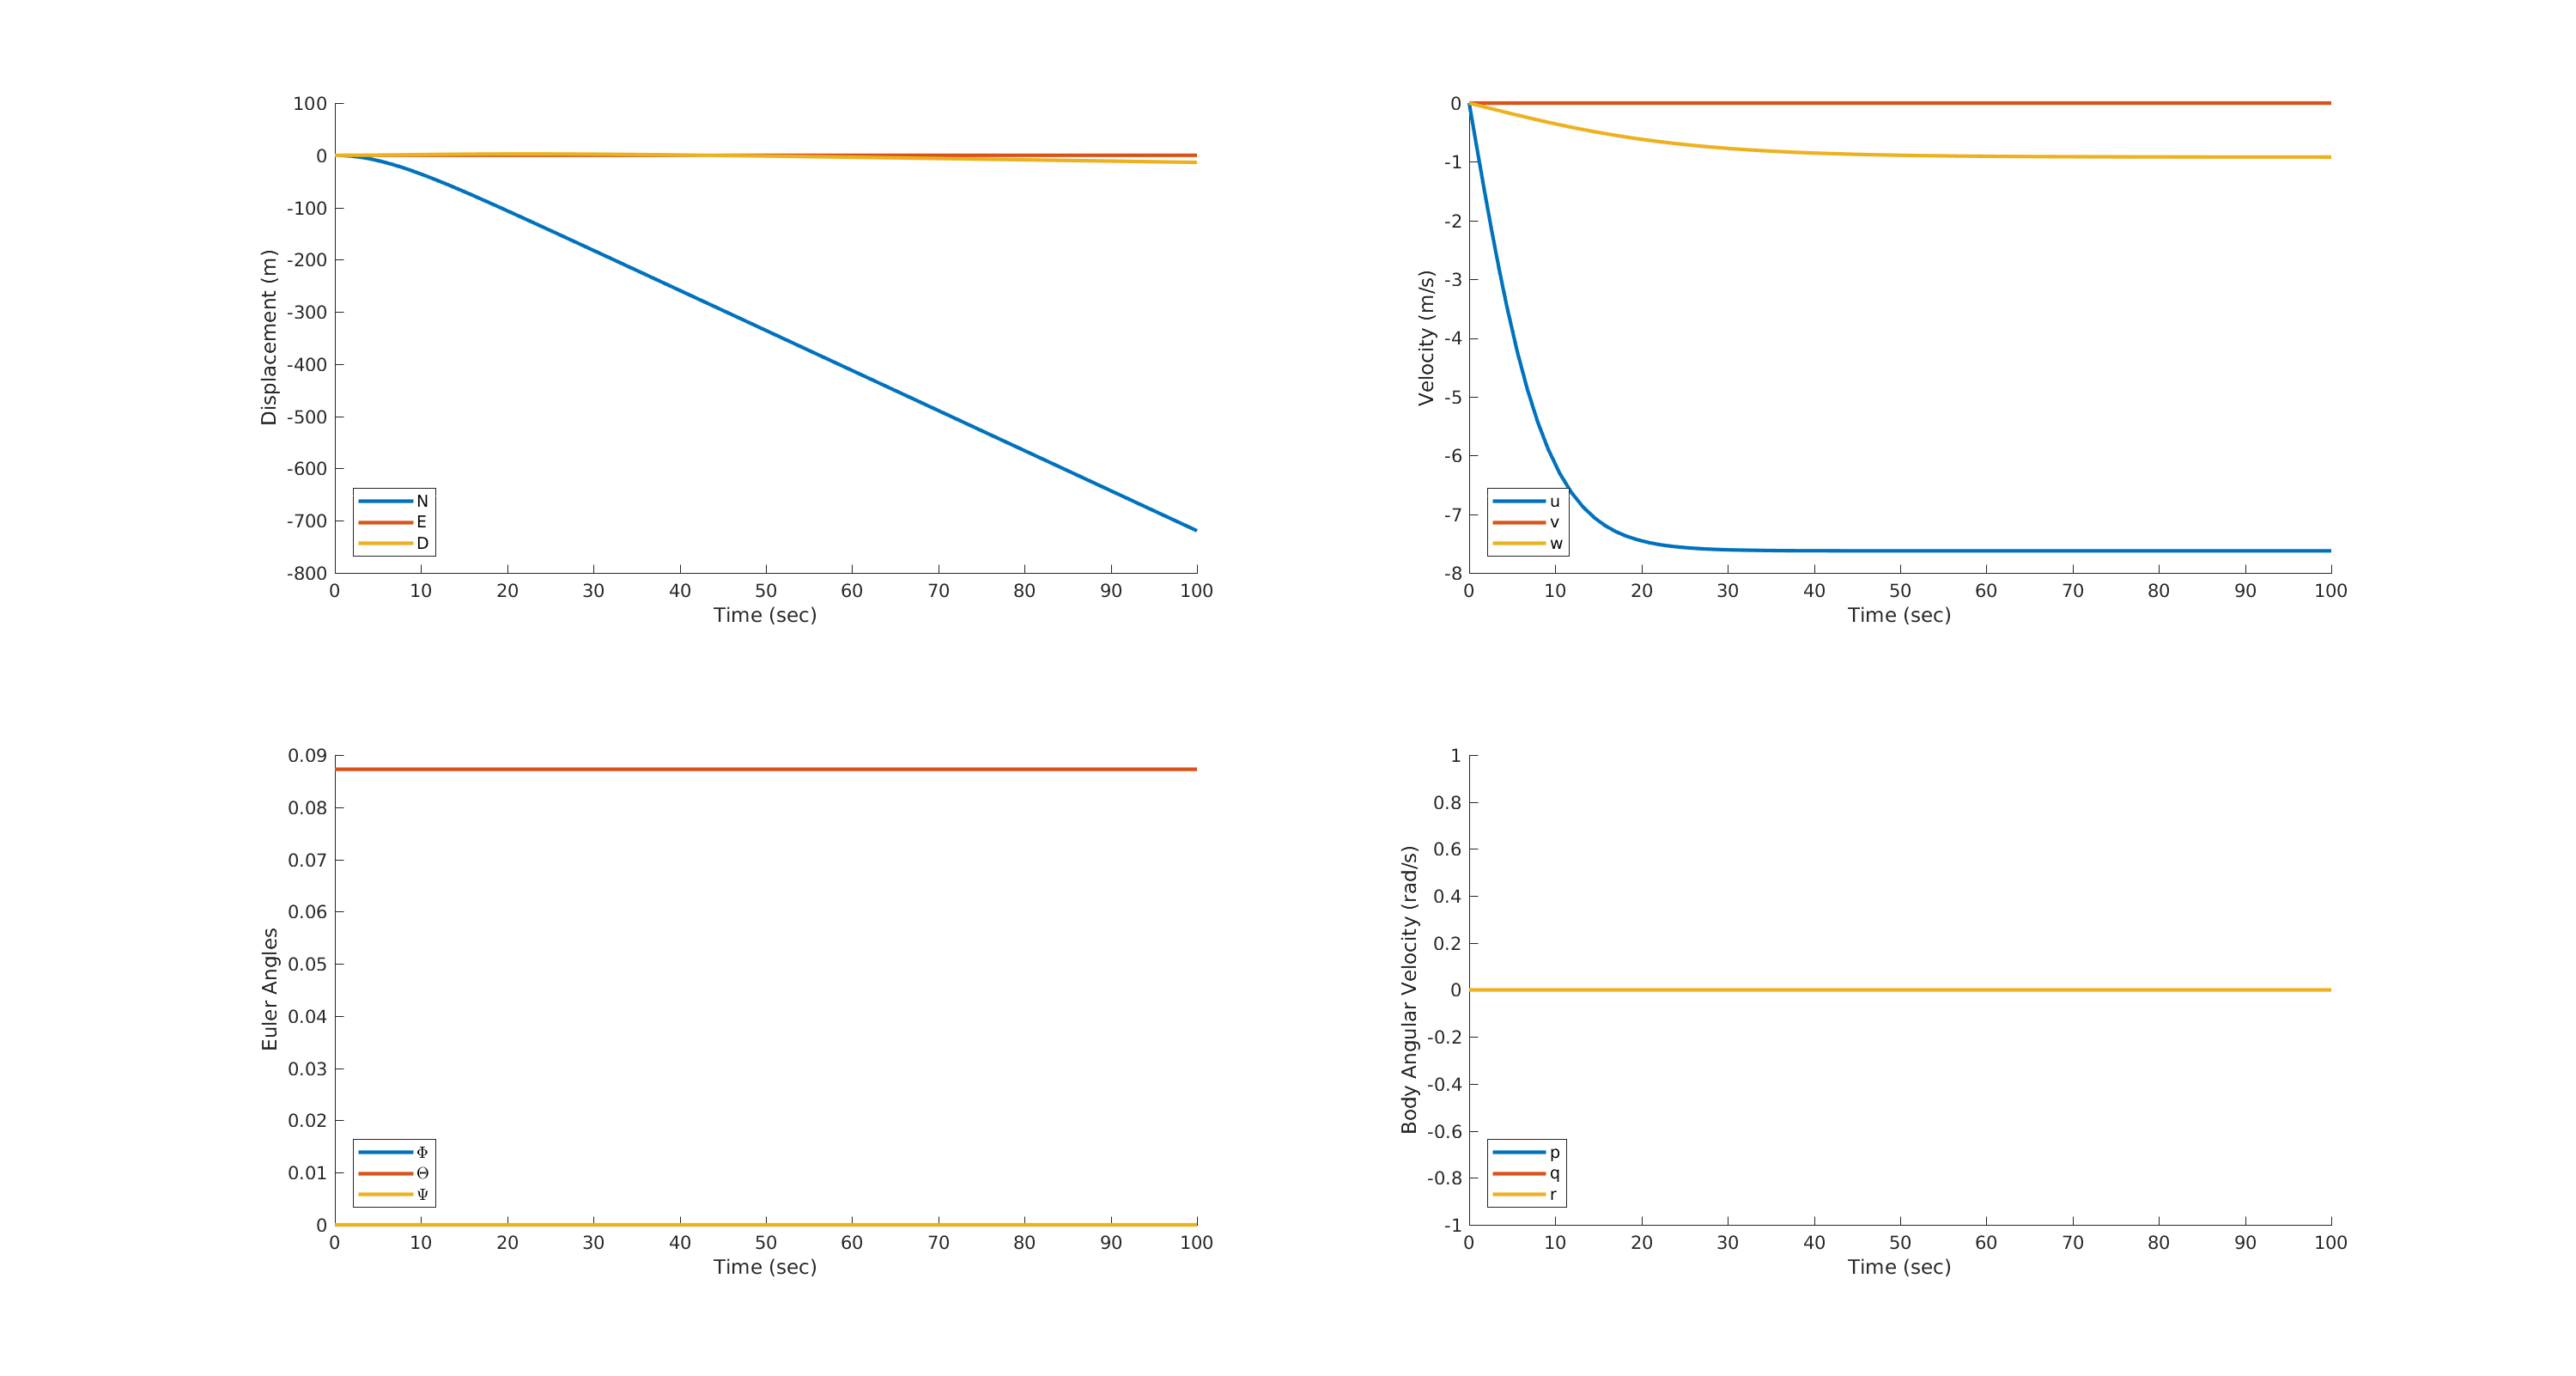 100
0
-100
-200
-300
-400
-500
-600
-700
-800
Displacement (m)
N
E
D
0 10 20 30 40 50 60 70 80 90 100
Time (sec)
0
-1
-2
-3
-4
-5
-6
-7
-8
Velocity (m/s)
u
v
w
0 10 20 30 40 50 60 70 80 90 100
Time (sec)
0.09
0.08
0.07
0.06
0.05
0.04
0.03
0.02
0.01
0
Euler Angles
Φ
Θ
Ψ
0 10 20 30 40 50 60 70 80 90 100
Time (sec)
1
0.8
0.6
0.4
0.2
0
-0.2
-0.4
-0.6
-0.8
-1
Body Angular Velocity (rad/s)
p
q
r
0 10 20 30 40 50 60 70 80 90 100
Time (sec)